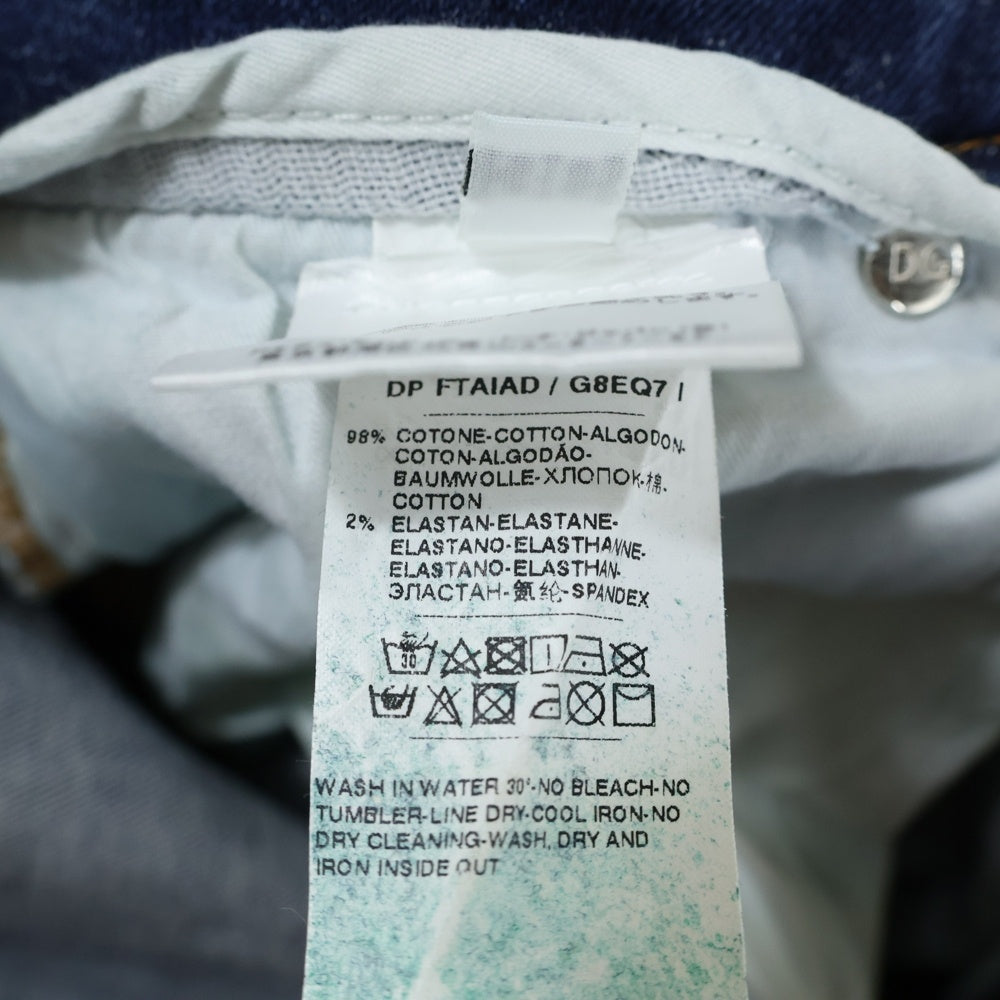 DG
DP FTAIAD / G8EQ7 I
98% COTONE-COTTON-ALGODON-
COTON-ALGODÃO-
BAUMWOLLE-ХЛОПОК-棉-
COTTON
2% ELASTAN-ELASTANE-
ELASTANO-ELASTHANNE-
ELASTANO-ELASTHAN-
ЭЛАСТАН-氨纶-SPANDEX
30
WASH IN WATER 30°-NO BLEACH-NO
TUMBLER-LINE DRY-COOL IRON-NO
DRY CLEANING-WASH, DRY AND
IRON INSIDE OUT